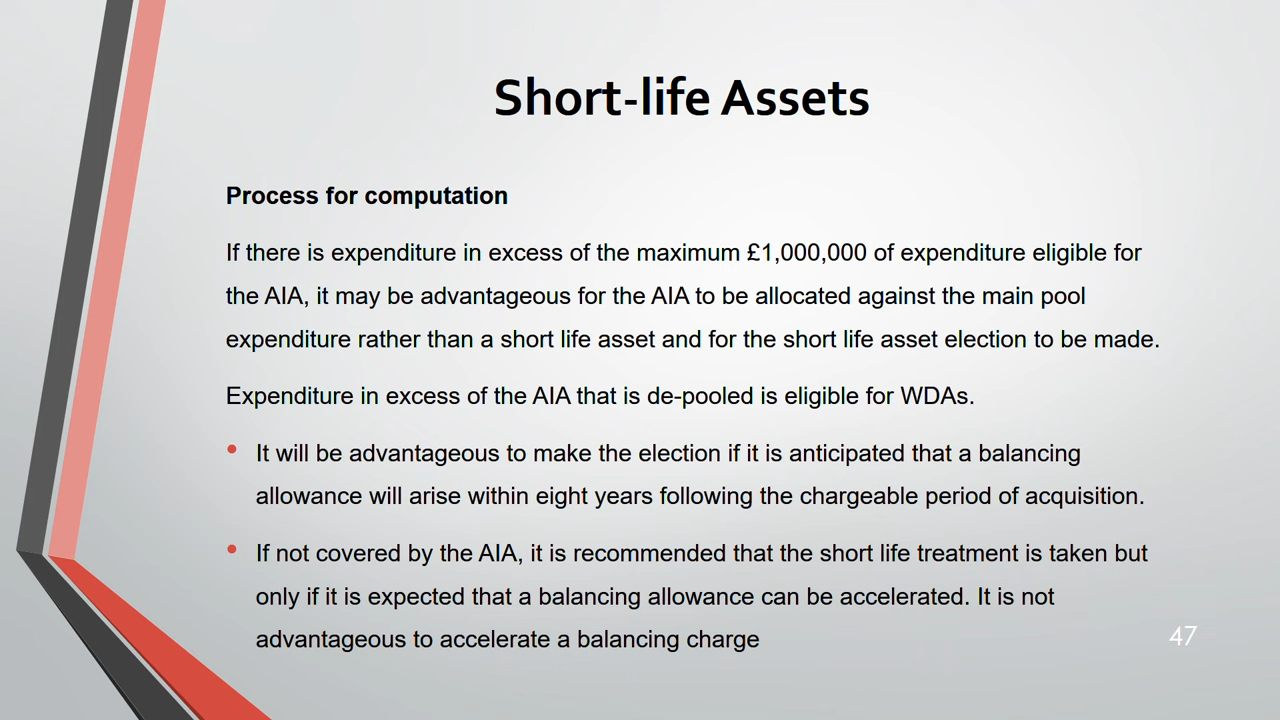 Short-life Assets
Process for computation
If there is expenditure in excess of the maximum £1,000,000 of expenditure eligible for
the AIA, it may be advantageous for the AIA to be allocated against the main pool
expenditure rather than a short life asset and for the short life asset election to be made.
Expenditure in excess of the AIA that is de-pooled is eligible for WDAs.
• It will be advantageous to make the election if it is anticipated that a balancing
allowance will arise within eight years following the chargeable period of acquisition.
• If not covered by the AIA, it is recommended that the short life treatment is taken but
only if it is expected that a balancing allowance can be accelerated. It is not
advantageous to accelerate a balancing charge
47